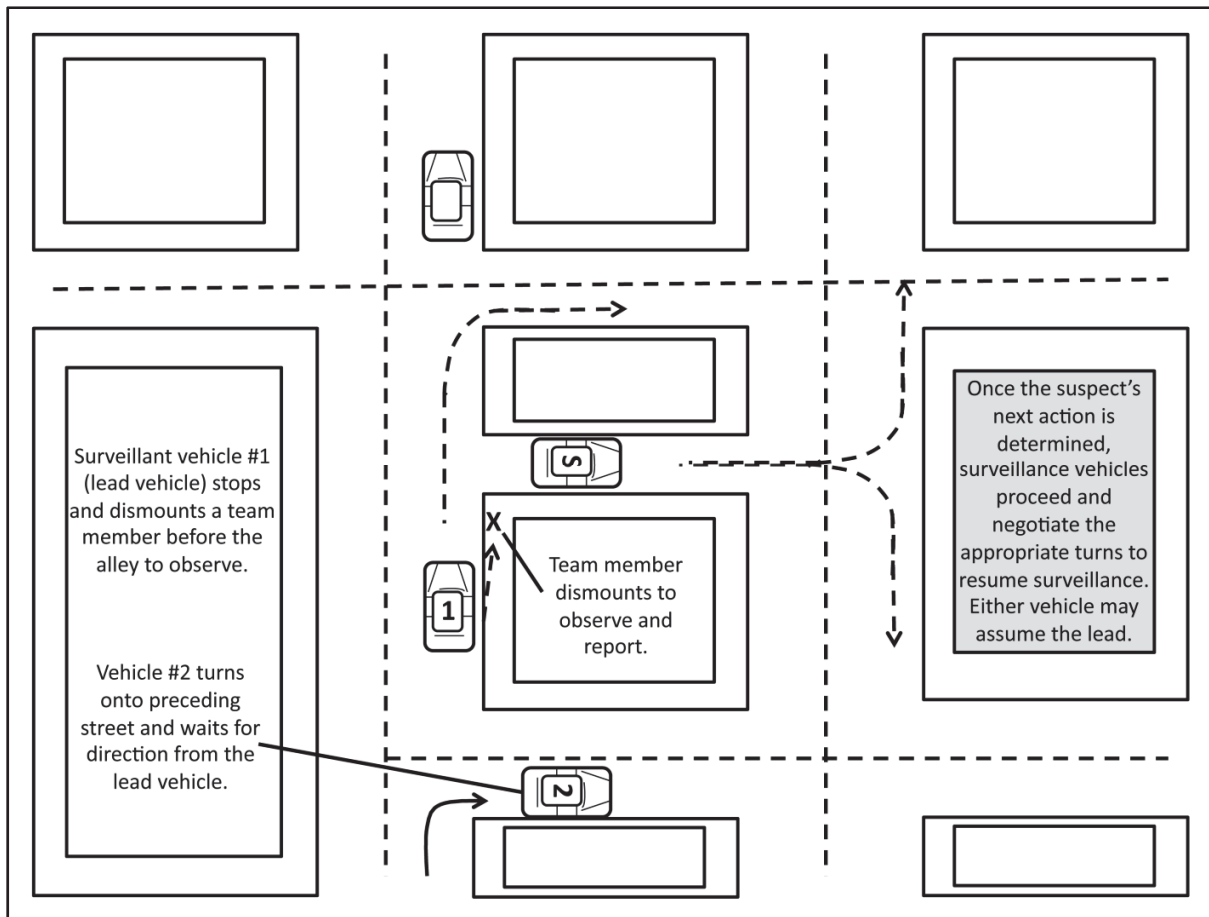 Surveillant vehicle #1
(lead vehicle) stops
and dismounts a team
member before the
alley to observe.
Vehicle #2 turns
onto preceding
street and waits for
direction from the
lead vehicle.
S
X
1
Team member
dismounts to
observe and
report.
2
Once the suspect’s
next action is
determined,
surveillance vehicles
proceed and
negotiate the
appropriate turns to
resume surveillance.
Either vehicle may
assume the lead.